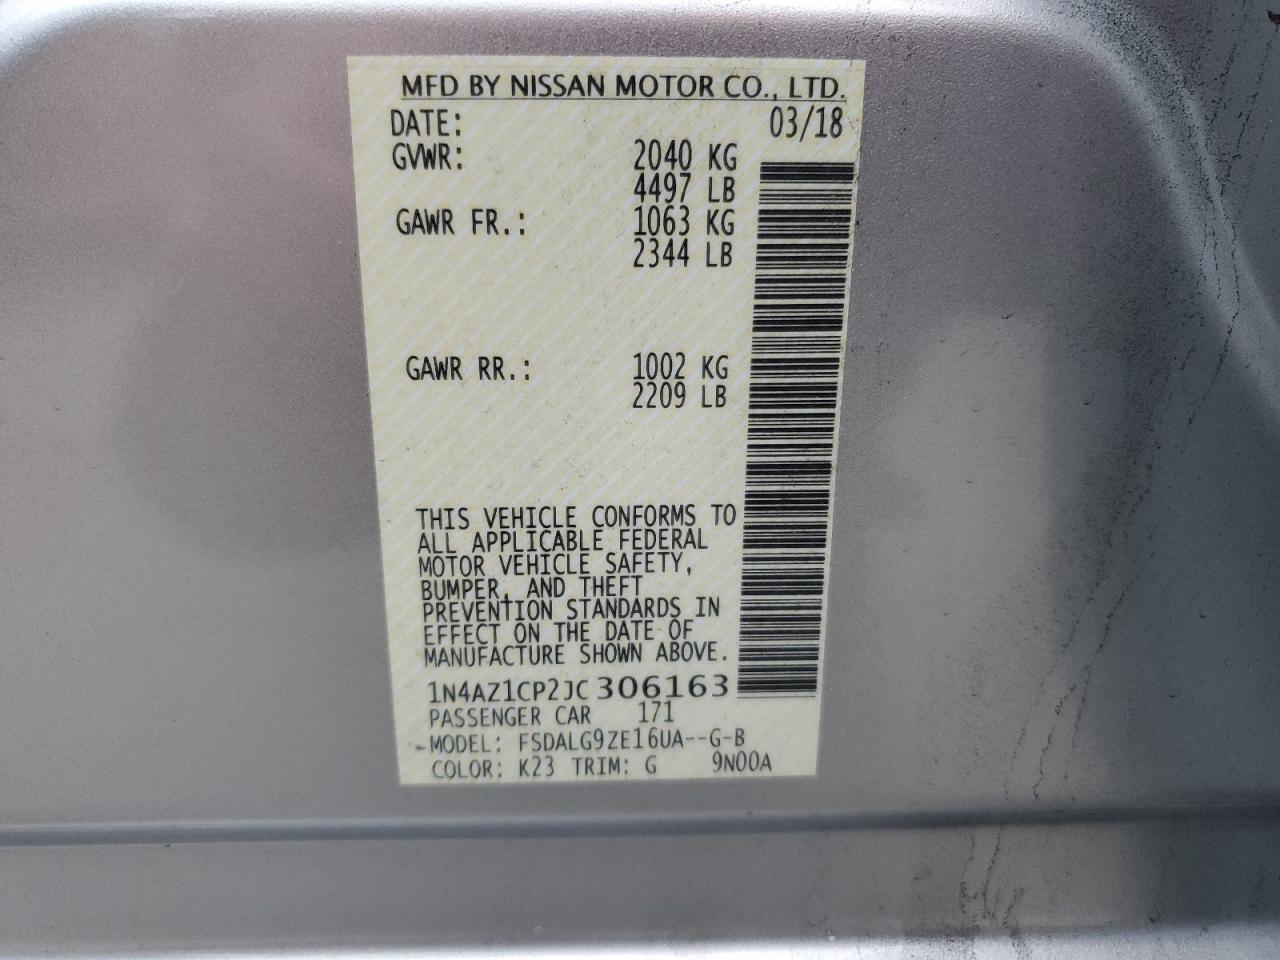 MFD BY NISSAN MOTOR CO., LTD.
DATE: 03/18
GVWR: 2040 KG
4497 LB
GAWR FR.: 1063 KG
2344 LB
GAWR RR.: 1002 KG
2209 LB
THIS VEHICLE CONFORMS TO
ALL APPLICABLE FEDERAL
MOTOR VEHICLE SAFETY,
BUMPER, AND THEFT
PREVENTION STANDARDS IN
EFFECT ON THE DATE OF
MANUFACTURE SHOWN ABOVE.
1N4AZ1CP2JC306163
PASSENGER CAR 171
MODEL: FSDALG9ZE16UA--G-B
COLOR: K23 TRIM: G 9N00A